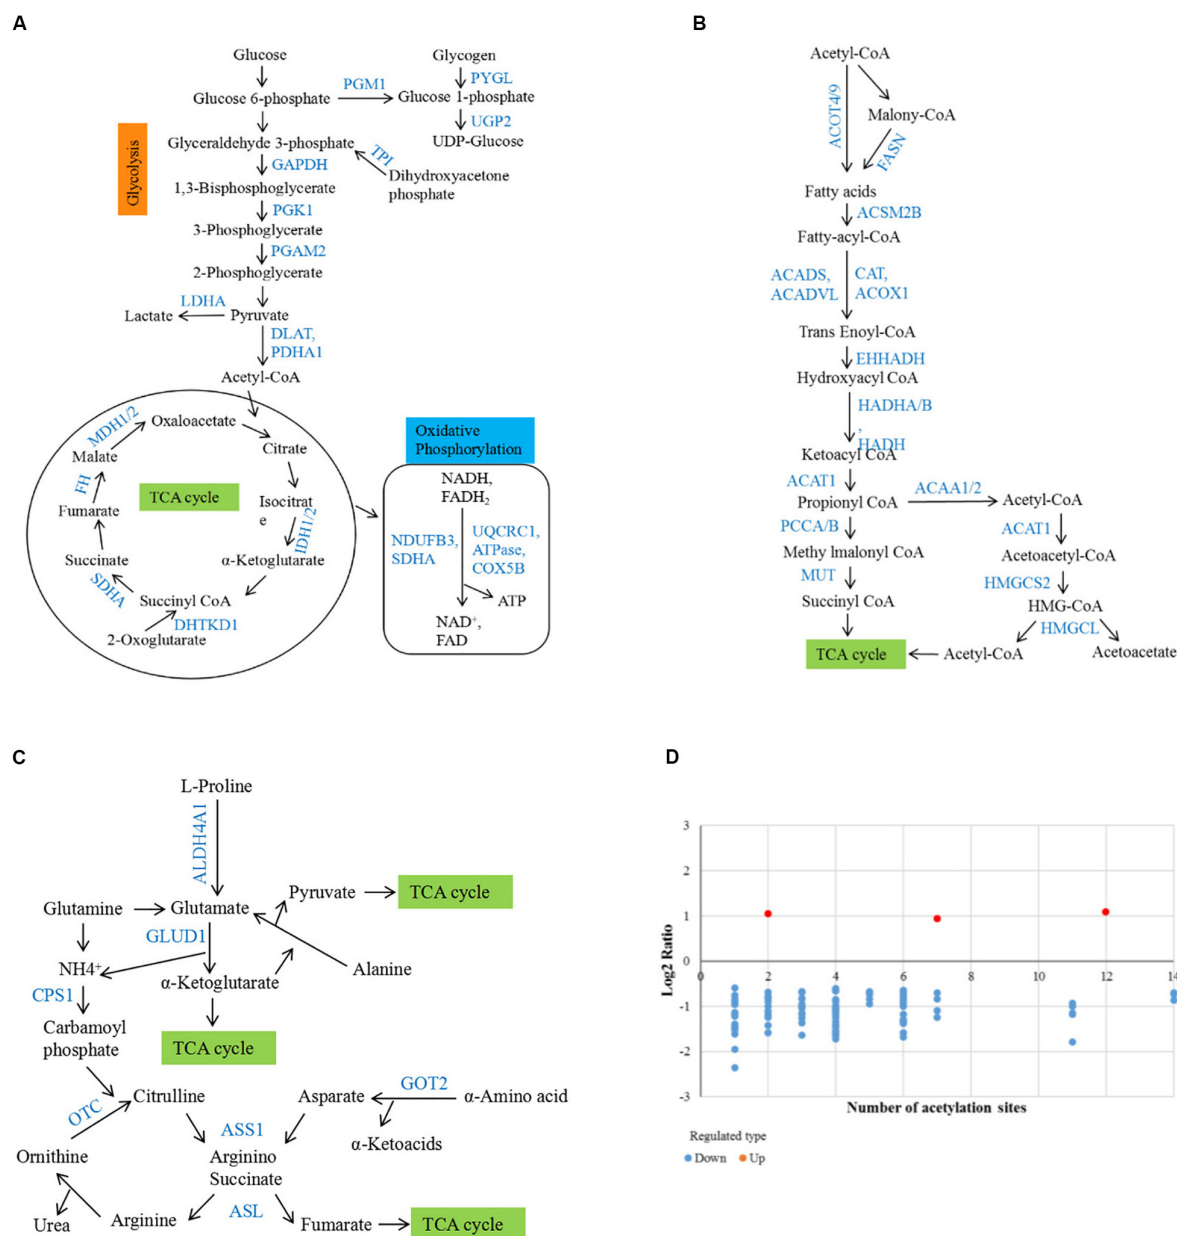 A
Glucose
Glycogen
PYGL
Glucose 6-phosphate
PGM1
Glucose 1-phosphate
UGP2
UDP-Glucose
Glycolysis
Glyceraldehyde 3-phosphate
TPI
GAPDH
Dihydroxyacetone
phosphate
1,3-Bisphosphoglycerate
PGK1
3-Phosphoglycerate
PGAM2
2-Phosphoglycerate
LDHA
Lactate
Pyruvate
DLAT,
PDHA1
Acetyl-CoA
MDH1/2
Oxaloacetate
Citrate
Malate
FH
TCA cycle
Isocitrat
e
Fumarate
IDH1/2
Succinate
α-Ketoglutarate
SDHA
Succinyl CoA
DHTKD1
2-Oxoglutarate
Oxidative
Phosphorylation
NADH,
FADH₂
NDUFB3,
SDHA
UQCRC1,
ATPase,
COX5B
ATP
NAD⁺,
FAD
B
Acetyl-CoA
ACOT4/9
Malony-CoA
FASN
Fatty acids
ACSM2B
Fatty-acyl-CoA
ACADS,
ACADVL
CAT,
ACOX1
Trans Enoyl-CoA
EHHADH
Hydroxyacyl CoA
HADHA/B
,
HADH
Ketoacyl CoA
ACAT1
Propionyl CoA
ACAA1/2
Acetyl-CoA
PCCA/B
ACAT1
Methy lmalonyl CoA
Acetoacetyl-CoA
MUT
HMGCS2
Succinyl CoA
HMG-CoA
HMGCL
TCA cycle
Acetyl-CoA
Acetoacetate
C
L-Proline
ALDH4A1
Pyruvate
TCA cycle
Glutamine
Glutamate
GLUD1
NH4⁺
α-Ketoglutarate
Alanine
CPS1
Carbamoyl
phosphate
TCA cycle
Citrulline
Asparate
GOT2
α-Amino acid
OTC
ASS1
α-Ketoacids
Ornithine
Arginino
Succinate
ASL
Urea
Arginine
Fumarate
TCA cycle
D
3
2
1
0
-1
-2
-3
Log2 Ratio
0 2 4 6 8 10 12 14
Number of acetylation sites
Regulated type
Down Up